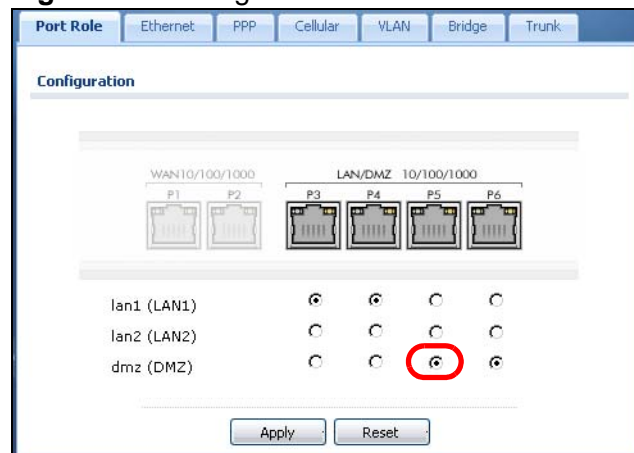 Port Role Ethernet PPP Cellular VLAN Bridge Trunk
Configuration
WAN10/100/1000 LAN/DMZ 10/100/1000
P1 P2 P3 P4 P5 P6
lan1 (LAN1)
lan2 (LAN2)
dmz (DMZ)
Apply Reset